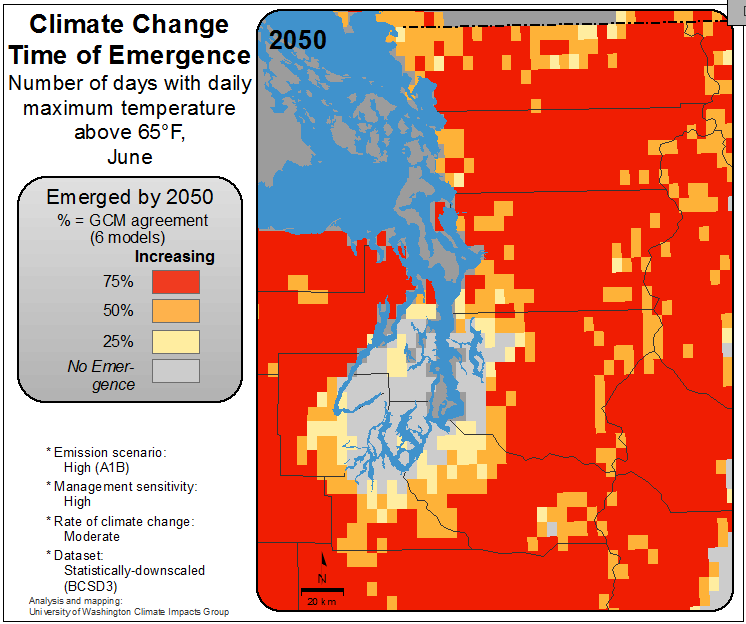 Climate Change
Time of Emergence
Number of days with daily
maximum temperature
above 65°F,
June
Emerged by 2050
% = GCM agreement
(6 models)
Increasing
75%
50%
25%
No Emer-
gence
* Emission scenario:
High (A1B)
* Management sensitivity:
High
* Rate of climate change:
Moderate
* Dataset:
Statistically-downscaled
(BCSD3)
Analysis and mapping:
University of Washington Climate Impacts Group
2050
N
20 km